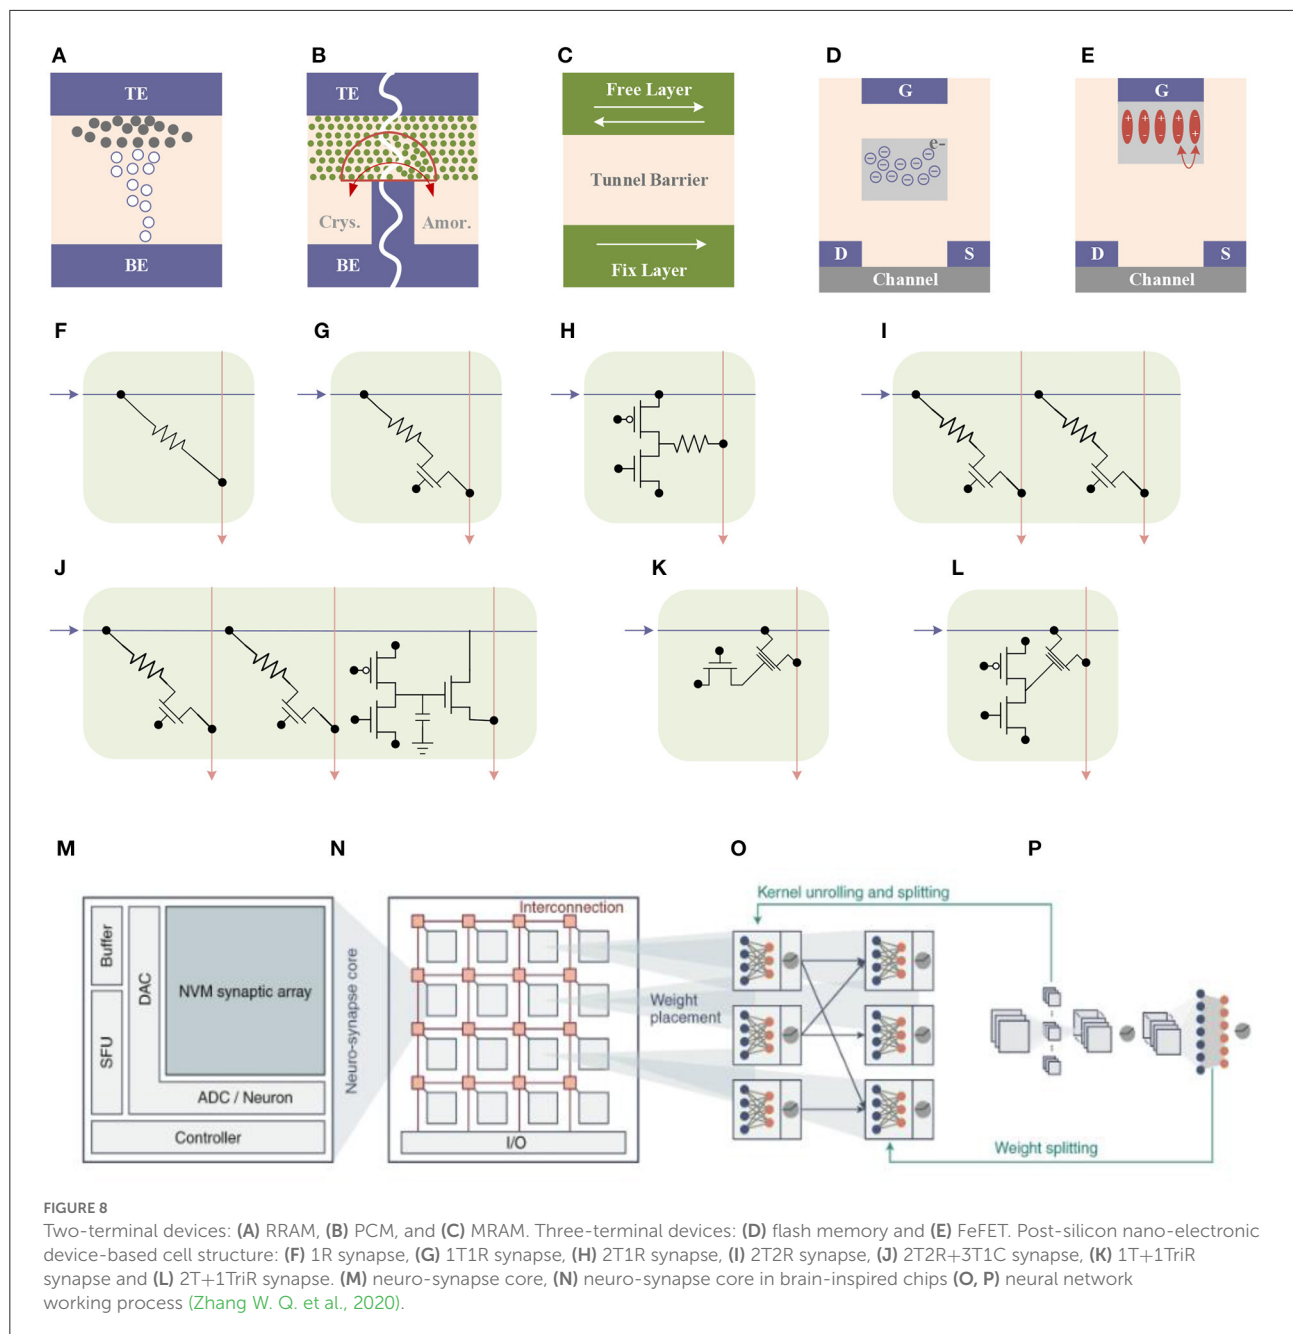 A
B
C
D
E
TE
BE
TE
Crys.
Amor.
BE
Free Layer
Tunnel Barrier
Fix Layer
G
e-
D
S
Channel
G
D
S
Channel
F
G
H
I
J
K
L
M
N
O
P
Buffer
SFU
DAC
NVM synaptic array
ADC / Neuron
Controller
Neuro-synapse core
Interconnection
I/O
Weight
placement
Kernel unrolling and splitting
Weight splitting
FIGURE 8
Two-terminal devices: (A) RRAM, (B) PCM, and (C) MRAM. Three-terminal devices: (D) flash memory and (E) FeFET. Post-silicon nano-electronic
device-based cell structure: (F) 1R synapse, (G) 1T1R synapse, (H) 2T1R synapse, (I) 2T2R synapse, (J) 2T2R+3T1C synapse, (K) 1T+1TriR
synapse and (L) 2T+1TriR synapse. (M) neuro-synapse core, (N) neuro-synapse core in brain-inspired chips (O, P) neural network
working process (Zhang W. Q. et al., 2020).